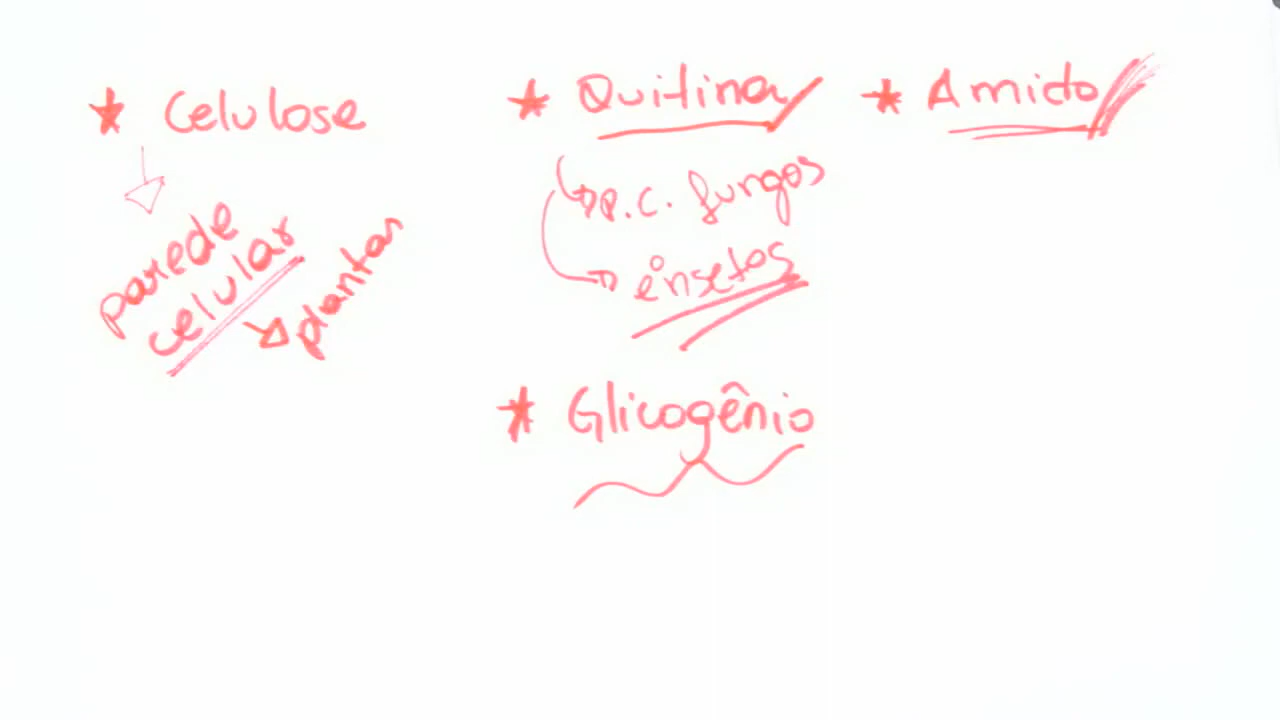 ★ Celulose
parede
celular
plantas
★ Quitina
P.C. fungos
insetos
★ Amido
★ Glicogênio